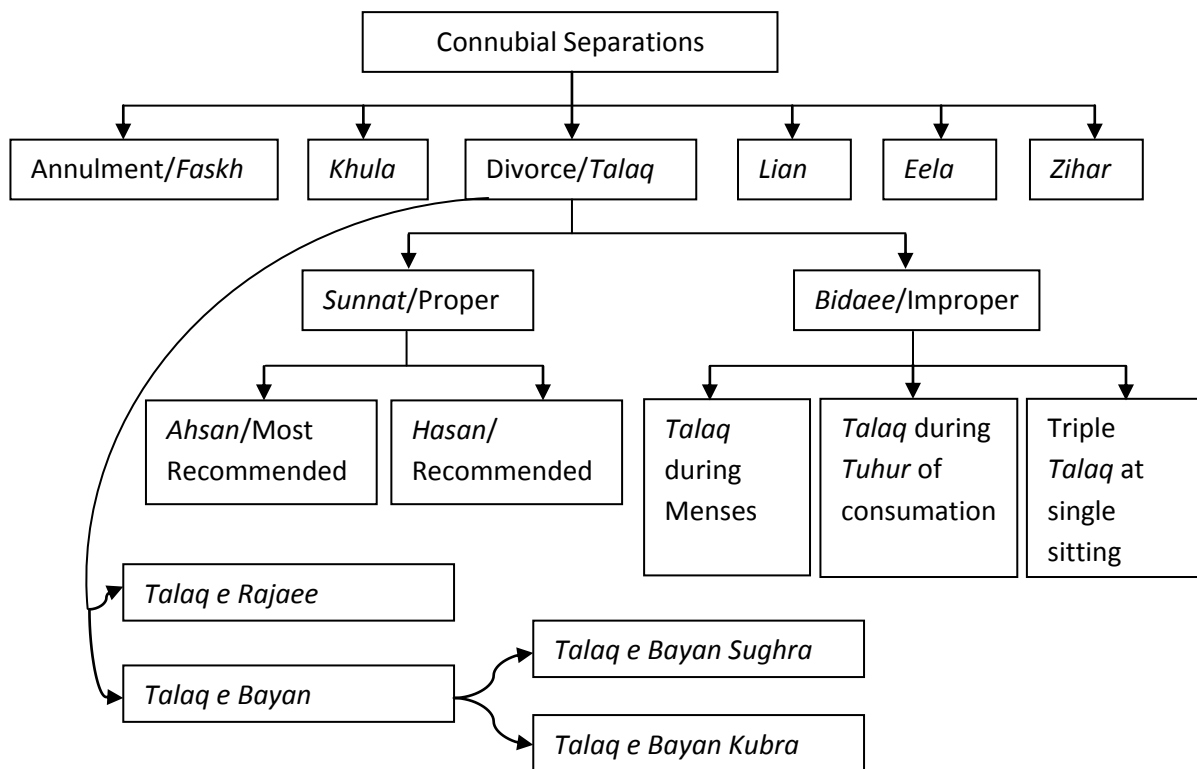 Connubial Separations
Annulment/Faskh
Khula
Divorce/Talaq
Lian
Eela
Zihar
Sunnat/Proper
Bidaee/Improper
Ahsan/Most
Recommended
Hasan/
Recommended
Talaq
during
Menses
Talaq during
Tuhur of
consumation
Triple
Talaq at
single
sitting
Talaq e Rajaee
Talaq e Bayan
Talaq e Bayan Sughra
Talaq e Bayan Kubra